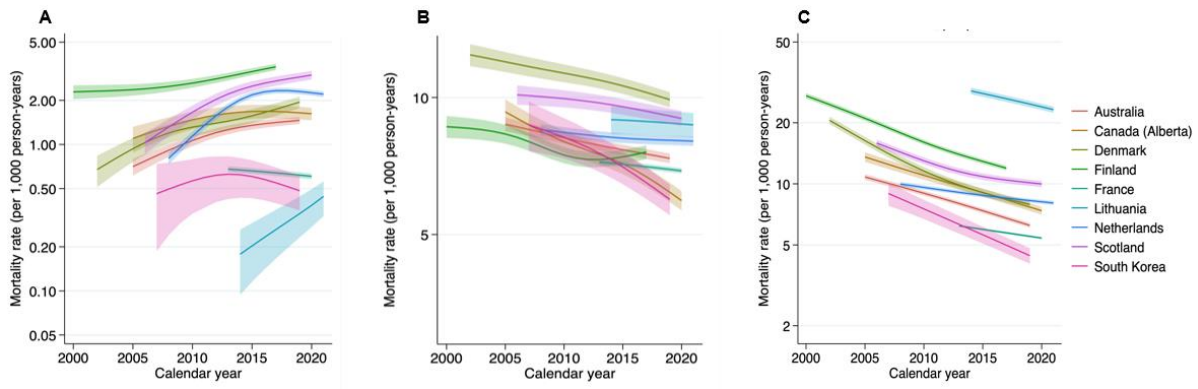 A
Mortality rate (per 1,000 person-years)
5.00
2.00
1.00
0.50
0.20
0.10
0.05
2000 2005 2010 2015 2020
Calendar year
B
Mortality rate (per 1,000 person-years)
10
5
2000 2005 2010 2015 2020
Calendar year
C
Mortality rate (per 1,000 person-years)
50
20
10
5
2
2000 2005 2010 2015 2020
Calendar year
Australia
Canada (Alberta)
Denmark
Finland
France
Lithuania
Netherlands
Scotland
South Korea